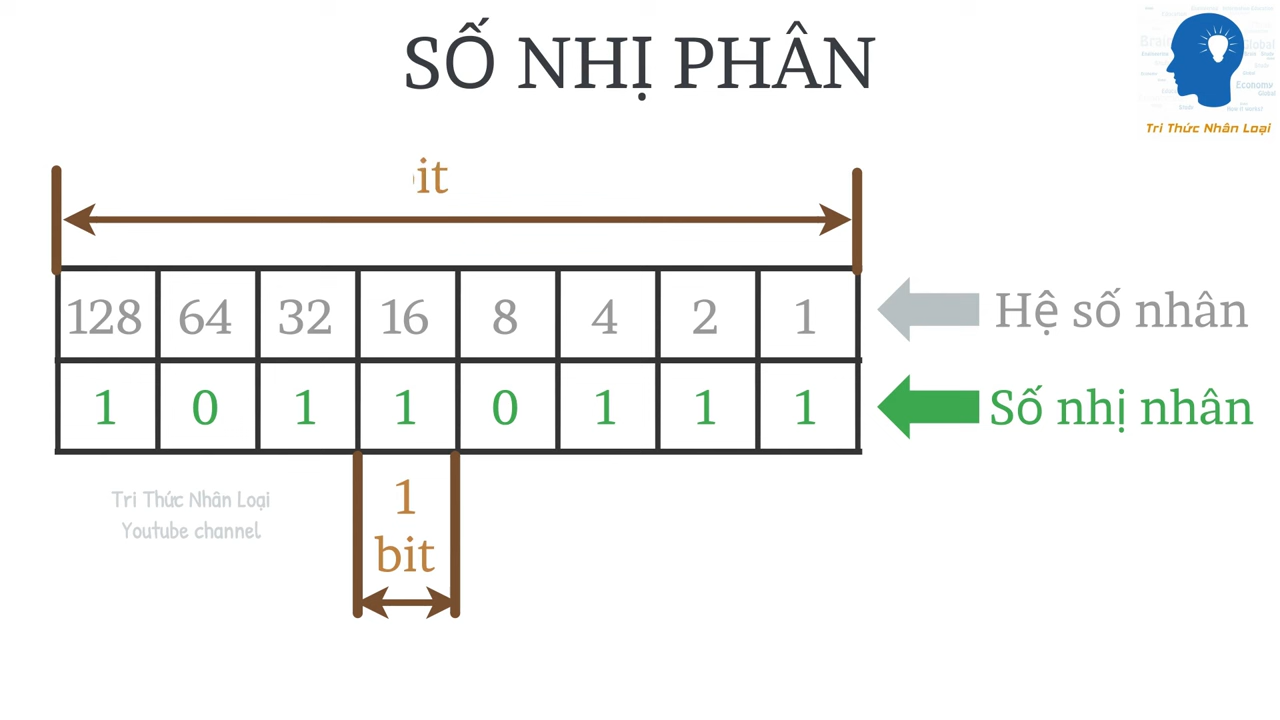 SỐ NHỊ PHÂN
Tri Thức Nhân Loại
128 64 32 16 8 4 2 1
Hệ số nhân
1 0 1 1 0 1 1 1
Số nhị nhân
1
bit
Tri Thức Nhân Loại
Youtube channel